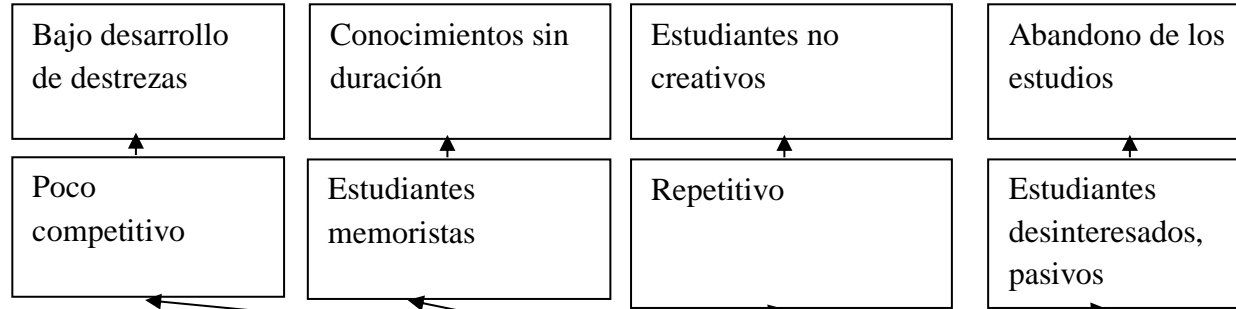 Bajo desarrollo
de destrezas
Conocimientos sin
duración
Estudiantes no
creativos
Abandono de los
estudios
Poco
competitivo
Estudiantes
memoristas
Repetitivo
Estudiantes
desinteresados,
pasivos